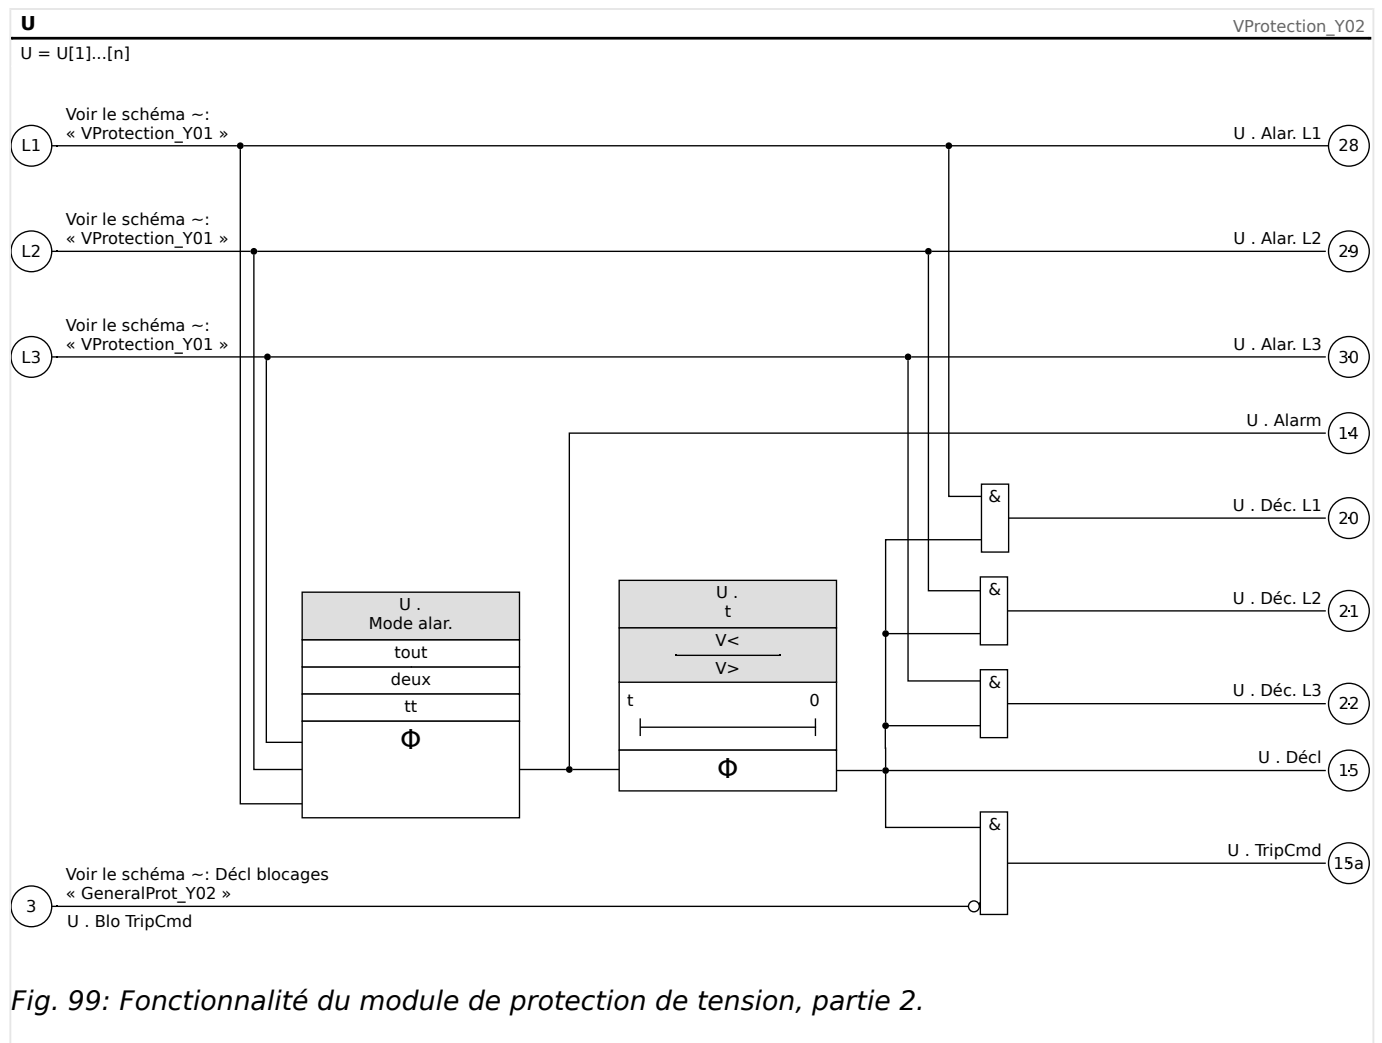 U
VProtection_Y02
U = U[1]...[n]
Voir le schéma ~:
« VProtection_Y01 »
L1
U . Alar. L1
28
Voir le schéma ~:
« VProtection_Y01 »
L2
U . Alar. L2
29
Voir le schéma ~:
« VProtection_Y01 »
L3
U . Alar. L3
30
U . Alarm
14
&
U . Déc. L1
20
&
U . Déc. L2
21
&
U . Déc. L3
22
U .
Mode alar.
tout
deux
tt
Φ
U .
t
V<
V>
t
0
Φ
U . Décl
15
&
U . TripCmd
15a
Voir le schéma ~: Décl blocages
« GeneralProt_Y02 »
3
U . Blo TripCmd
Fig. 99: Fonctionnalité du module de protection de tension, partie 2.